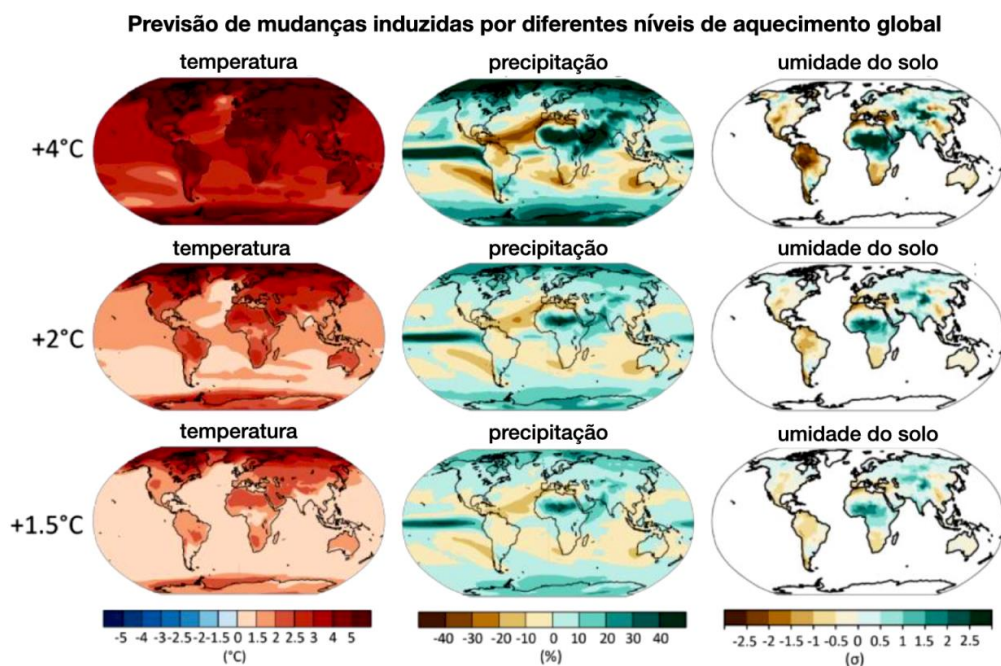 Previsão de mudanças induzidas por diferentes níveis de aquecimento global
temperatura precipitação umidade do solo
+4°C
temperatura precipitação umidade do solo
+2°C
temperatura precipitação umidade do solo
+1.5°C
-5 -4 -3 -2.5 -2 -1.5 -1 0 1 1.5 2 2.5 3 4 5
(°C)
-40 -30 -20 -10 0 10 20 30 40
(%)
-2.5 -2 -1.5 -1 -0.5 0 0.5 1 1.5 2 2.5
(σ)